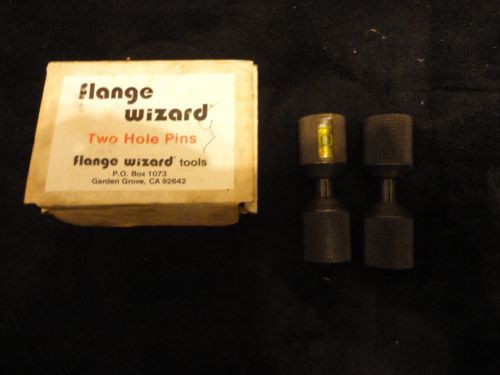 flange
wizard
Two Hole Pins
flange wizard tools
P.O. Box 1073
Garden Grove, CA 92642